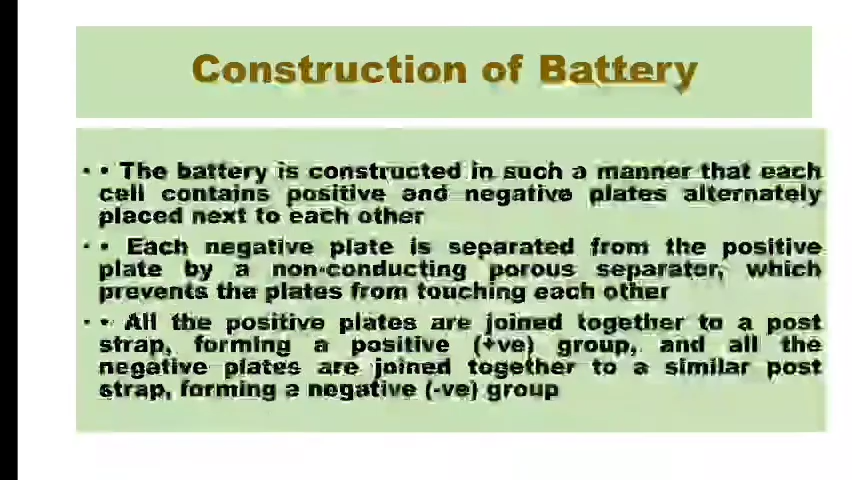 Construction of Battery
• • The battery is constructed in such a manner that each
cell contains positive and negative plates alternately
placed next to each other
• • Each negative plate is separated from the positive
plate by a non-conducting porous separator, which
prevents the plates from touching each other
• • All the positive plates are joined together to a post
strap, forming a positive (+ve) group, and all the
negative plates are joined together to a similar post
strap, forming a negative (-ve) group